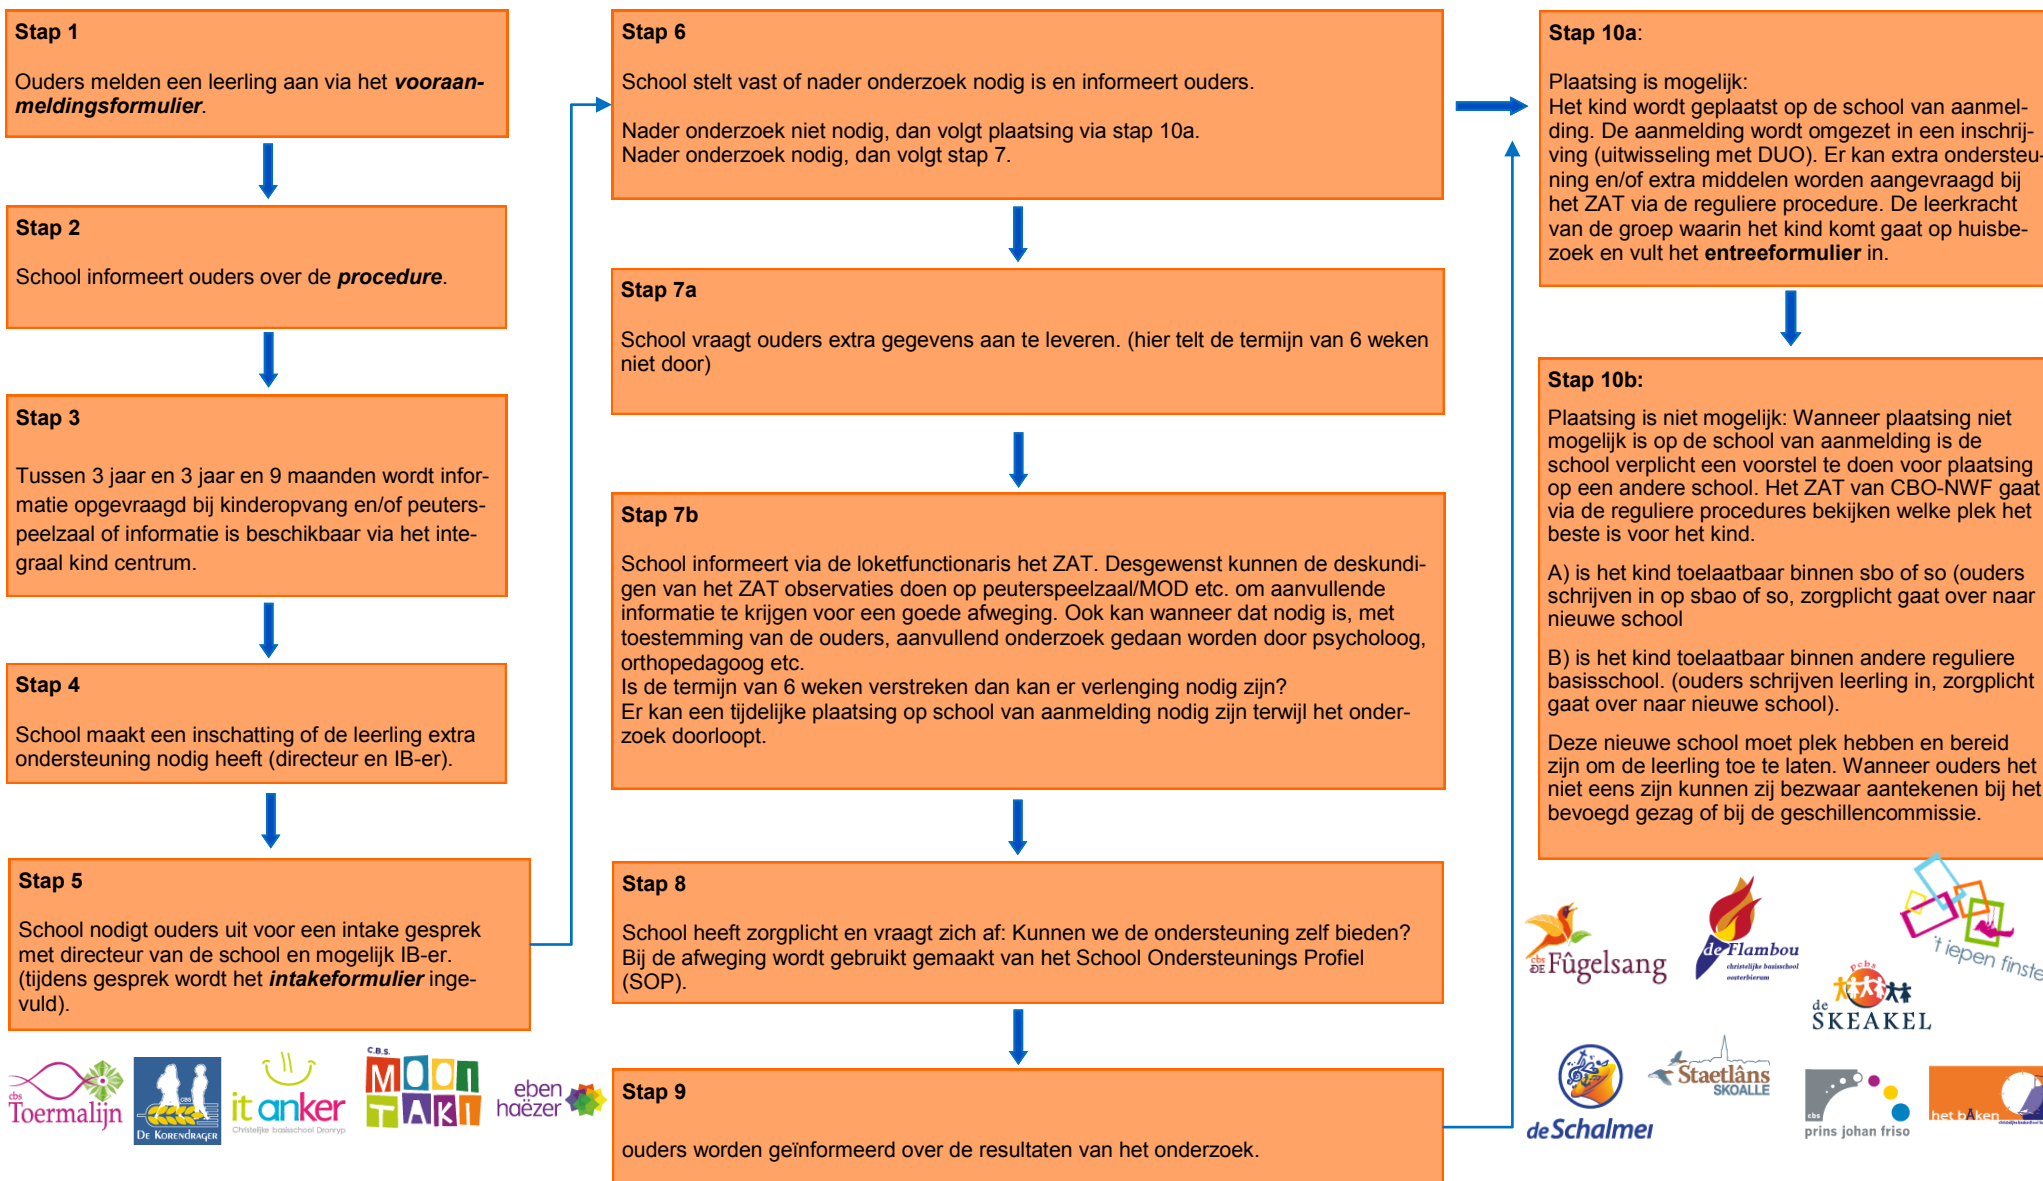 Stap 1
Ouders melden een leerling aan via het vooraan-
meldingsformulier.
Stap 2
School informeert ouders over de procedure.
Stap 3
Tussen 3 jaar en 3 jaar en 9 maanden wordt infor-
matie opgevraagd bij kinderopvang en/of peuters-
peelzaal of informatie is beschikbaar via het inte-
graal kind centrum.
Stap 4
School maakt een inschatting of de leerling extra
ondersteuning nodig heeft (directeur en IB-er).
Stap 5
School nodigt ouders uit voor een intake gesprek
met directeur van de school en mogelijk IB-er.
(tijdens gesprek wordt het intakeformulier inge-
vuld).
cbs
Toermalijn
CBS
DE KORENDRAGER
it anker
Christelijke basisschool Dronryp
C.B.S.
MOOI
TAKI
eben
haëzer
Stap 6
School stelt vast of nader onderzoek nodig is en informeert ouders.
Nader onderzoek niet nodig, dan volgt plaatsing via stap 10a.
Nader onderzoek nodig, dan volgt stap 7.
Stap 7a
School vraagt ouders extra gegevens aan te leveren. (hier telt de termijn van 6 weken
niet door)
Stap 7b
School informeert via de loketfunctionaris het ZAT. Desgewenst kunnen de deskundi-
gen van het ZAT observaties doen op peuterspeelzaal/MOD etc. om aanvullende
informatie te krijgen voor een goede afweging. Ook kan wanneer dat nodig is, met
toestemming van de ouders, aanvullend onderzoek gedaan worden door psycholoog,
orthopedagoog etc.
Is de termijn van 6 weken verstreken dan kan er verlenging nodig zijn?
Er kan een tijdelijke plaatsing op school van aanmelding nodig zijn terwijl het onder-
zoek doorloopt.
Stap 8
School heeft zorgplicht en vraagt zich af: Kunnen we de ondersteuning zelf bieden?
Bij de afweging wordt gebruikt gemaakt van het School Ondersteunings Profiel
(SOP).
Stap 9
ouders worden geïnformeerd over de resultaten van het onderzoek.
Stap 10a:
Plaatsing is mogelijk:
Het kind wordt geplaatst op de school van aanmel-
ding. De aanmelding wordt omgezet in een inschrij-
ving (uitwisseling met DUO). Er kan extra ondersteu-
ning en/of extra middelen worden aangevraagd bij
het ZAT via de reguliere procedure. De leerkracht
van de groep waarin het kind komt gaat op huisbe-
zoek en vult het entreeformulier in.
Stap 10b:
Plaatsing is niet mogelijk: Wanneer plaatsing niet
mogelijk is op de school van aanmelding is de
school verplicht een voorstel te doen voor plaatsing
op een andere school. Het ZAT van CBO-NWF gaat
via de reguliere procedures bekijken welke plek het
beste is voor het kind.
A) is het kind toelaatbaar binnen sbo of so (ouders
schrijven in op sbao of so, zorgplicht gaat over naar
nieuwe school
B) is het kind toelaatbaar binnen andere reguliere
basisschool. (ouders schrijven leerling in, zorgplicht
gaat over naar nieuwe school).
Deze nieuwe school moet plek hebben en bereid
zijn om de leerling toe te laten. Wanneer ouders het
niet eens zijn kunnen zij bezwaar aantekenen bij het
bevoegd gezag of bij de geschillencommissie.
cbs
DE Fûgelsang
de Flambou
christelijke basisschool
oosterbierum
't iepen finster
pcbs
de
SKEAKEL
de Schalmei
Staetlâns
SKOALLE
cbs
prins johan friso
het bAken